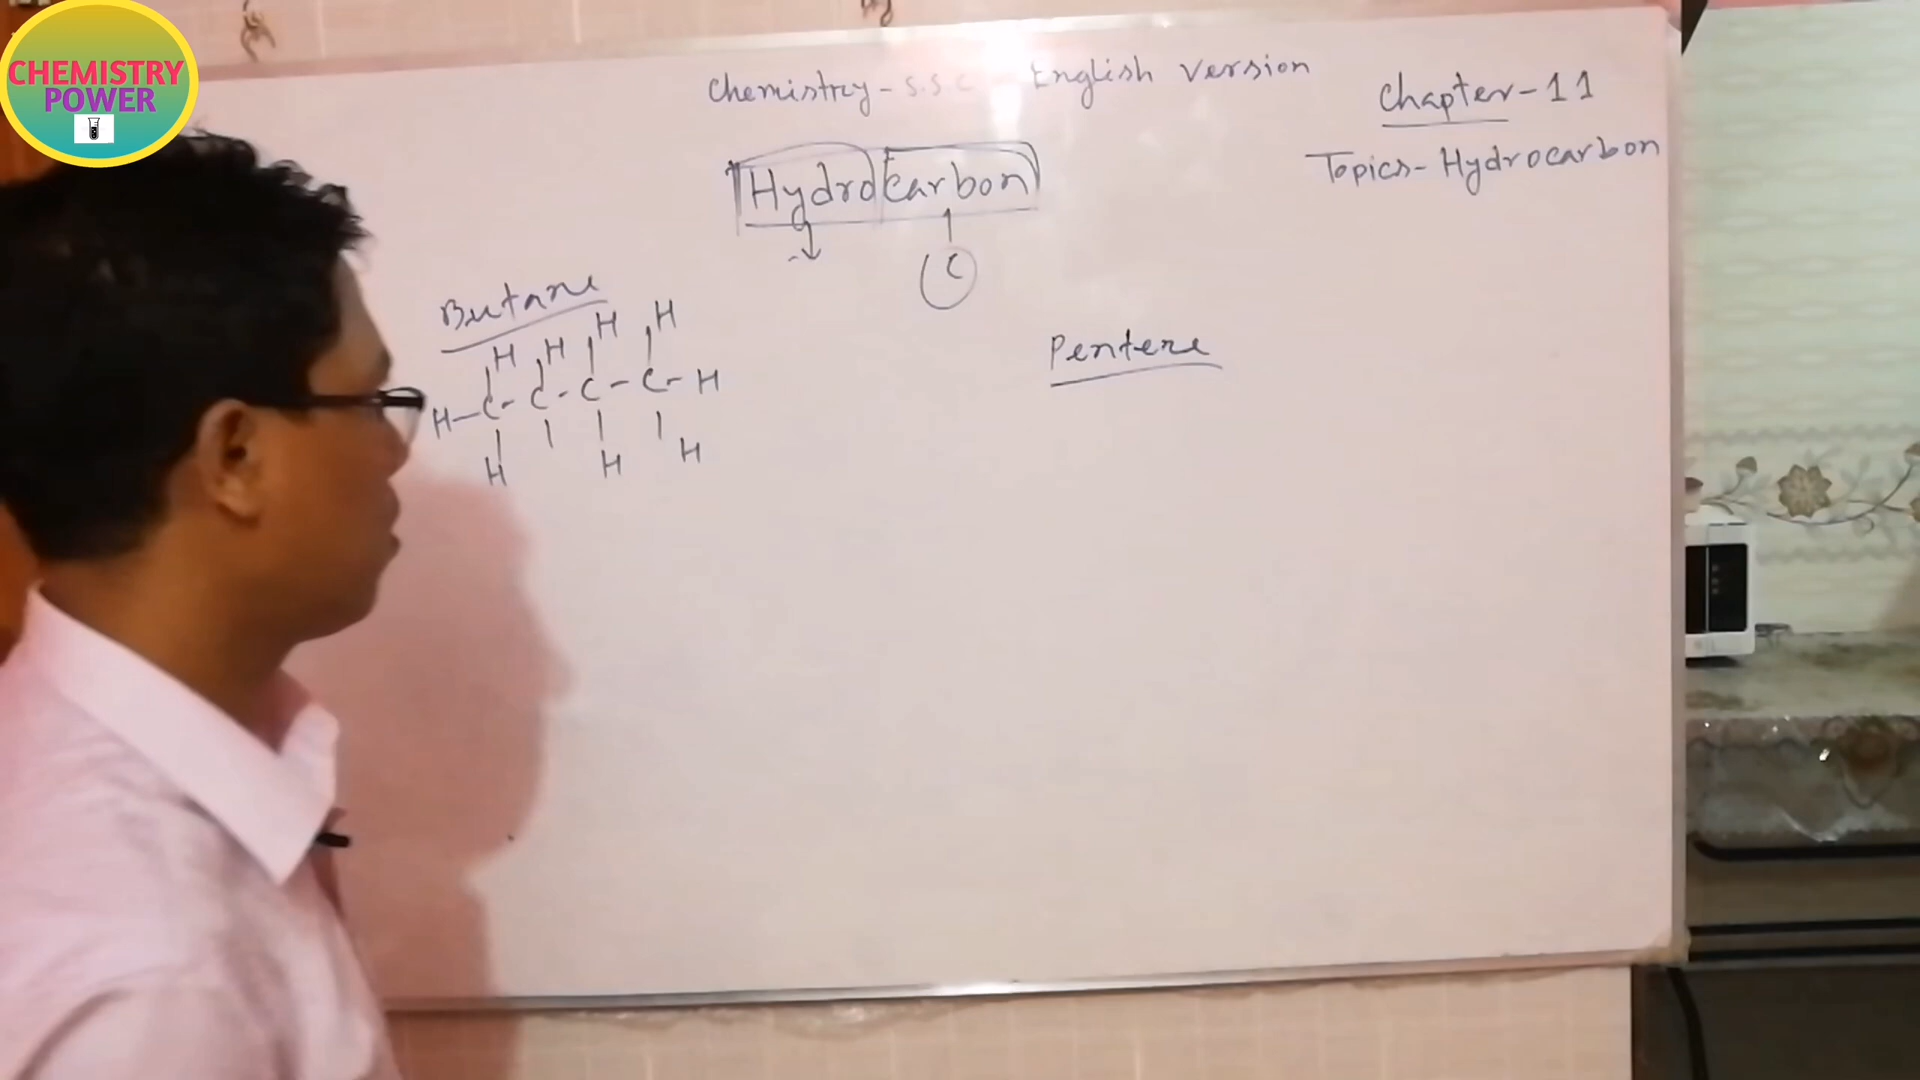 CHEMISTRY
POWER
Chemistry - S.S.C English Version
Chapter-11
Topics- Hydrocarbon
Hydrocarbon
C
Butane
H H H H
H-C-C-C-C-H
H H H
Pentene